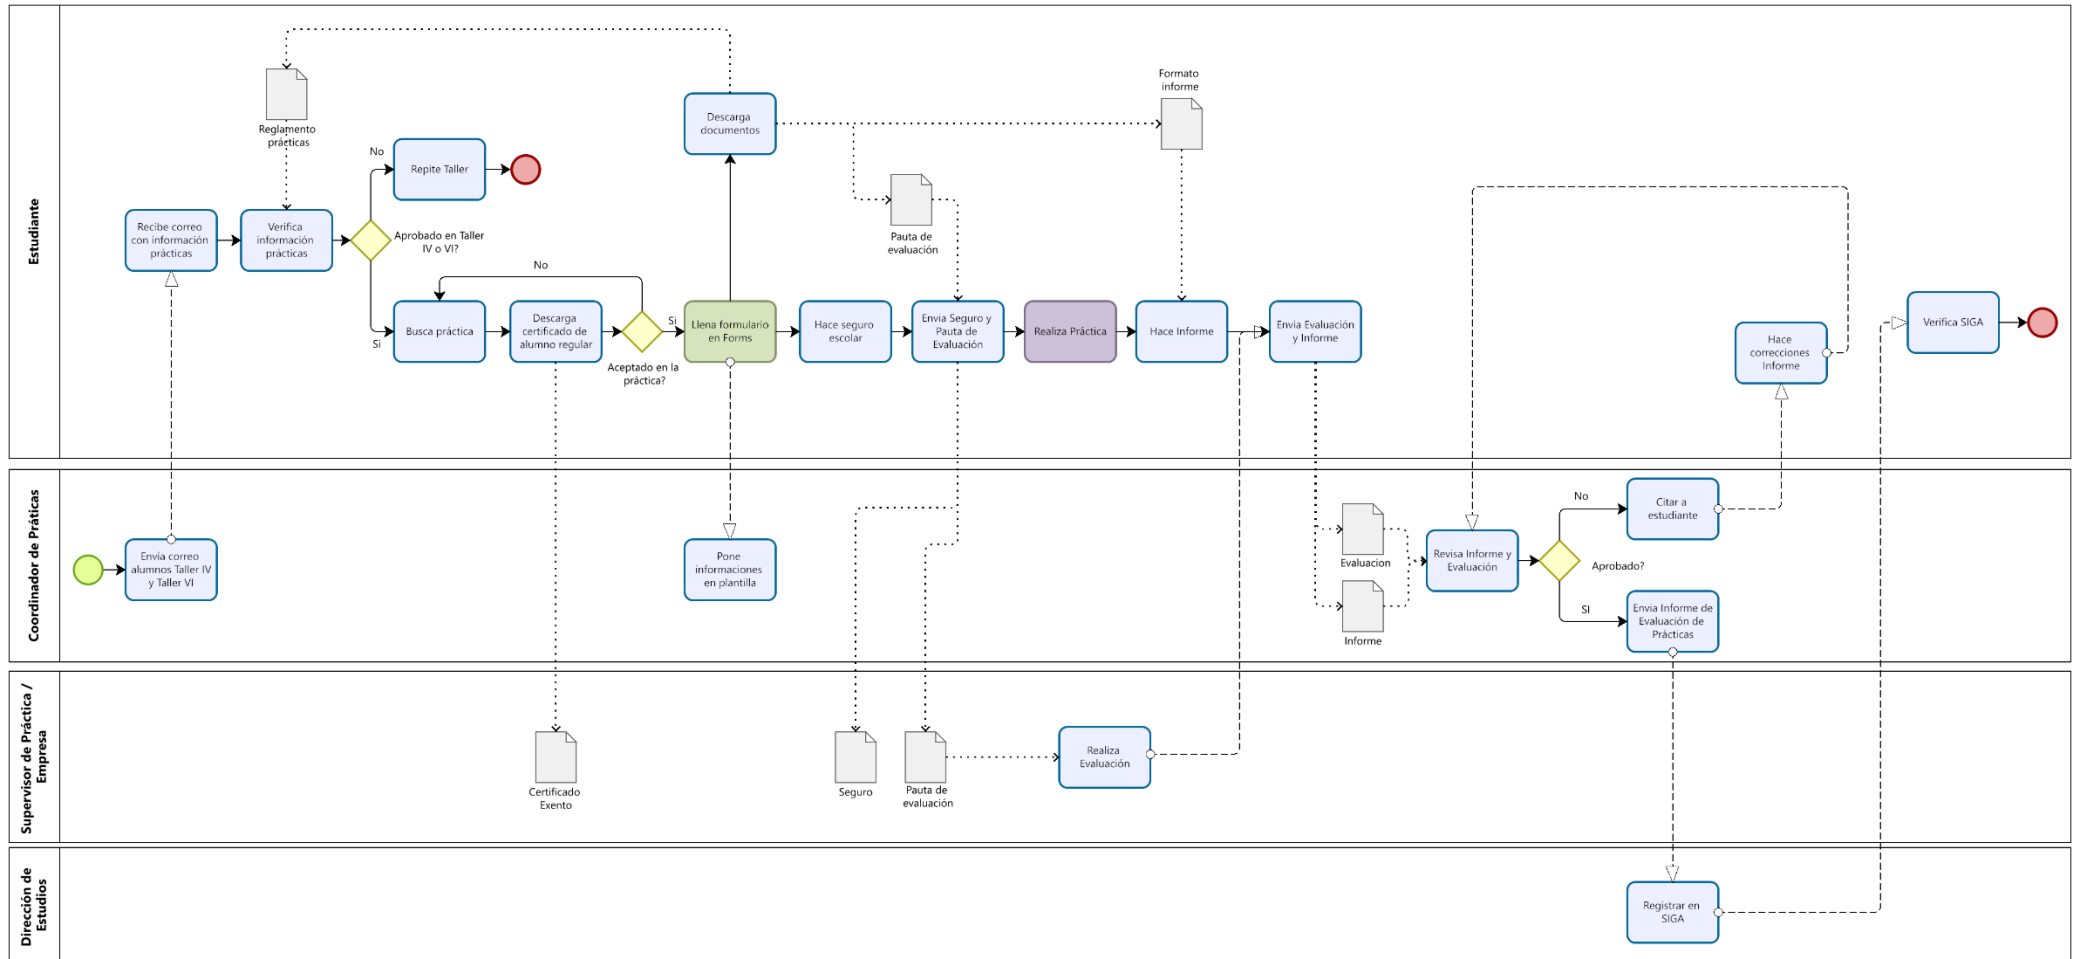 Estudiante
Formato
informe
Descarga
documentos
Reglamento
prácticas
No
Repite Taller
Recibe correo
con información
prácticas
Verifica
información
prácticas
Aprobado en Taller
IV o VI?
Pauta de
evaluación
No
Si
Busca práctica
Descarga
certificado de
alumno regular
Si
Aceptado en la
práctica?
Llena formulario
en Forms
Hace seguro
escolar
Envia Seguro y
Pauta de
Evaluación
Realiza Práctica
Hace Informe
Envia Evaluación
y Informe
Hace
correcciones
Informe
Verifica SIGA
Coordinador de Práticas
Envía correo
alumnos Taller IV
y Taller VI
Pone
informaciones
en plantilla
Evaluacion
Informe
Revisa Informe y
Evaluación
No
Aprobado?
SI
Citar a
estudiante
Envia Informe de
Evaluación de
Prácticas
Supervisor de Práctica /
Empresa
Certificado
Exento
Seguro
Pauta de
evaluación
Realiza
Evaluación
Dirección de
Estudios
Registrar en
SIGA